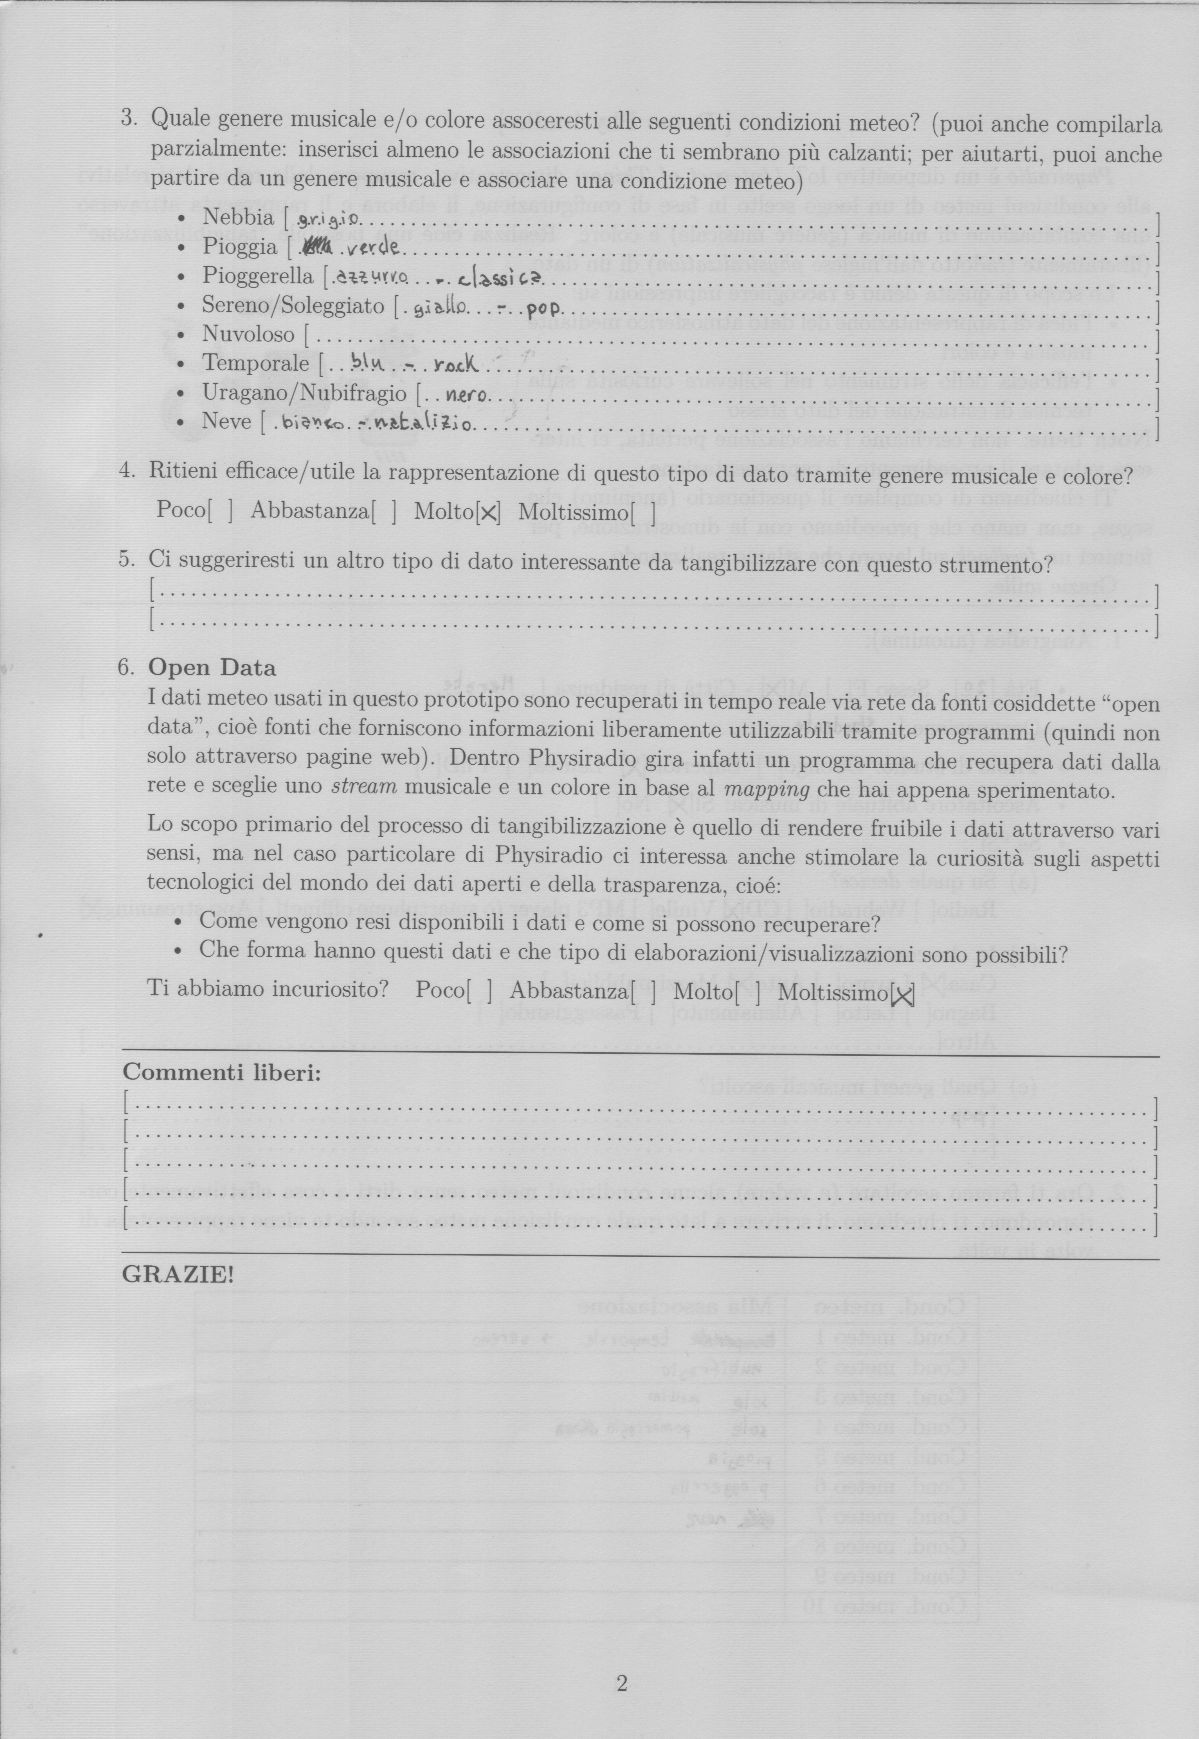 3. Quale genere musicale e/o colore assoceresti alle seguenti condizioni meteo? (puoi anche compilarla
parzialmente: inserisci almeno le associazioni che ti sembrano più calzanti; per aiutarti, puoi anche
partire da un genere musicale e associare una condizione meteo)
• Nebbia [ grigio ]
• Pioggia [ verde ]
• Pioggerella [ azzurro - classica ]
• Sereno/Soleggiato [ giallo - pop ]
• Nuvoloso [ ]
• Temporale [ blu - rock ]
• Uragano/Nubifragio [ nero ]
• Neve [ bianco - natalizio ]
4. Ritieni efficace/utile la rappresentazione di questo tipo di dato tramite genere musicale e colore?
Poco[ ] Abbastanza[ ] Molto[x] Moltissimo[ ]
5. Ci suggeriresti un altro tipo di dato interessante da tangibilizzare con questo strumento?
[ ]
[ ]
6. Open Data
I dati meteo usati in questo prototipo sono recuperati in tempo reale via rete da fonti cosiddette “open
data”, cioè fonti che forniscono informazioni liberamente utilizzabili tramite programmi (quindi non
solo attraverso pagine web). Dentro Physiradio gira infatti un programma che recupera dati dalla
rete e sceglie uno stream musicale e un colore in base al mapping che hai appena sperimentato.
Lo scopo primario del processo di tangibilizzazione è quello di rendere fruibile i dati attraverso vari
sensi, ma nel caso particolare di Physiradio ci interessa anche stimolare la curiosità sugli aspetti
tecnologici del mondo dei dati aperti e della trasparenza, cioé:
• Come vengono resi disponibili i dati e come si possono recuperare?
• Che forma hanno questi dati e che tipo di elaborazioni/visualizzazioni sono possibili?
Ti abbiamo incuriosito? Poco[ ] Abbastanza[ ] Molto[ ] Moltissimo[x]
Commenti liberi:
[ ]
[ ]
[ ]
[ ]
[ ]
GRAZIE!
2